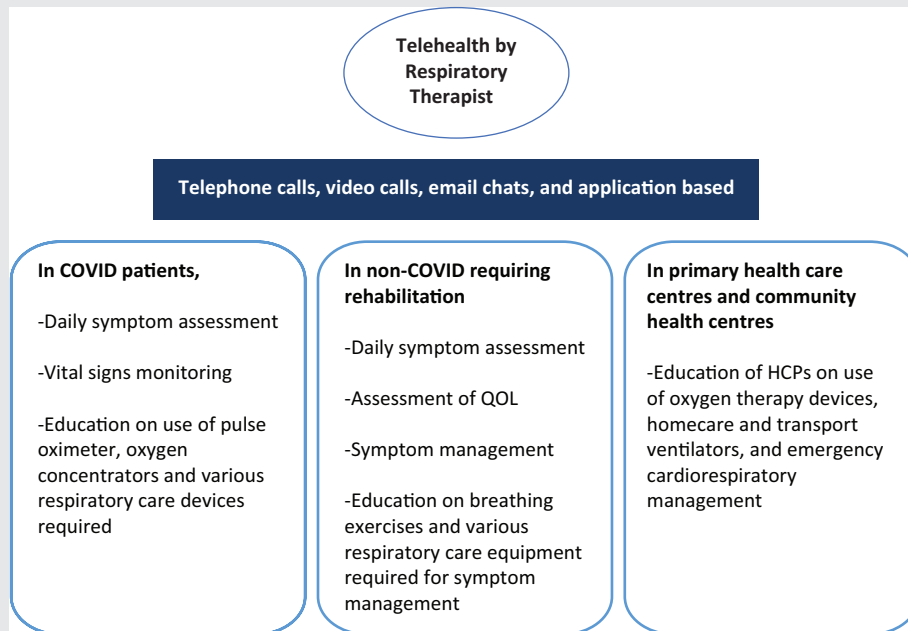 Telehealth by
Respiratory
Therapist
Telephone calls, video calls, email chats, and application based
In COVID patients,
-Daily symptom assessment
-Vital signs monitoring
-Education on use of pulse
oximeter, oxygen
concentrators and various
respiratory care devices
required
In non-COVID requiring
rehabilitation
-Daily symptom assessment
-Assessment of QOL
-Symptom management
-Education on breathing
exercises and various
respiratory care equipment
required for symptom
management
In primary health care
centres and community
health centres
-Education of HCPs on use
of oxygen therapy devices,
homecare and transport
ventilators, and emergency
cardiorespiratory
management